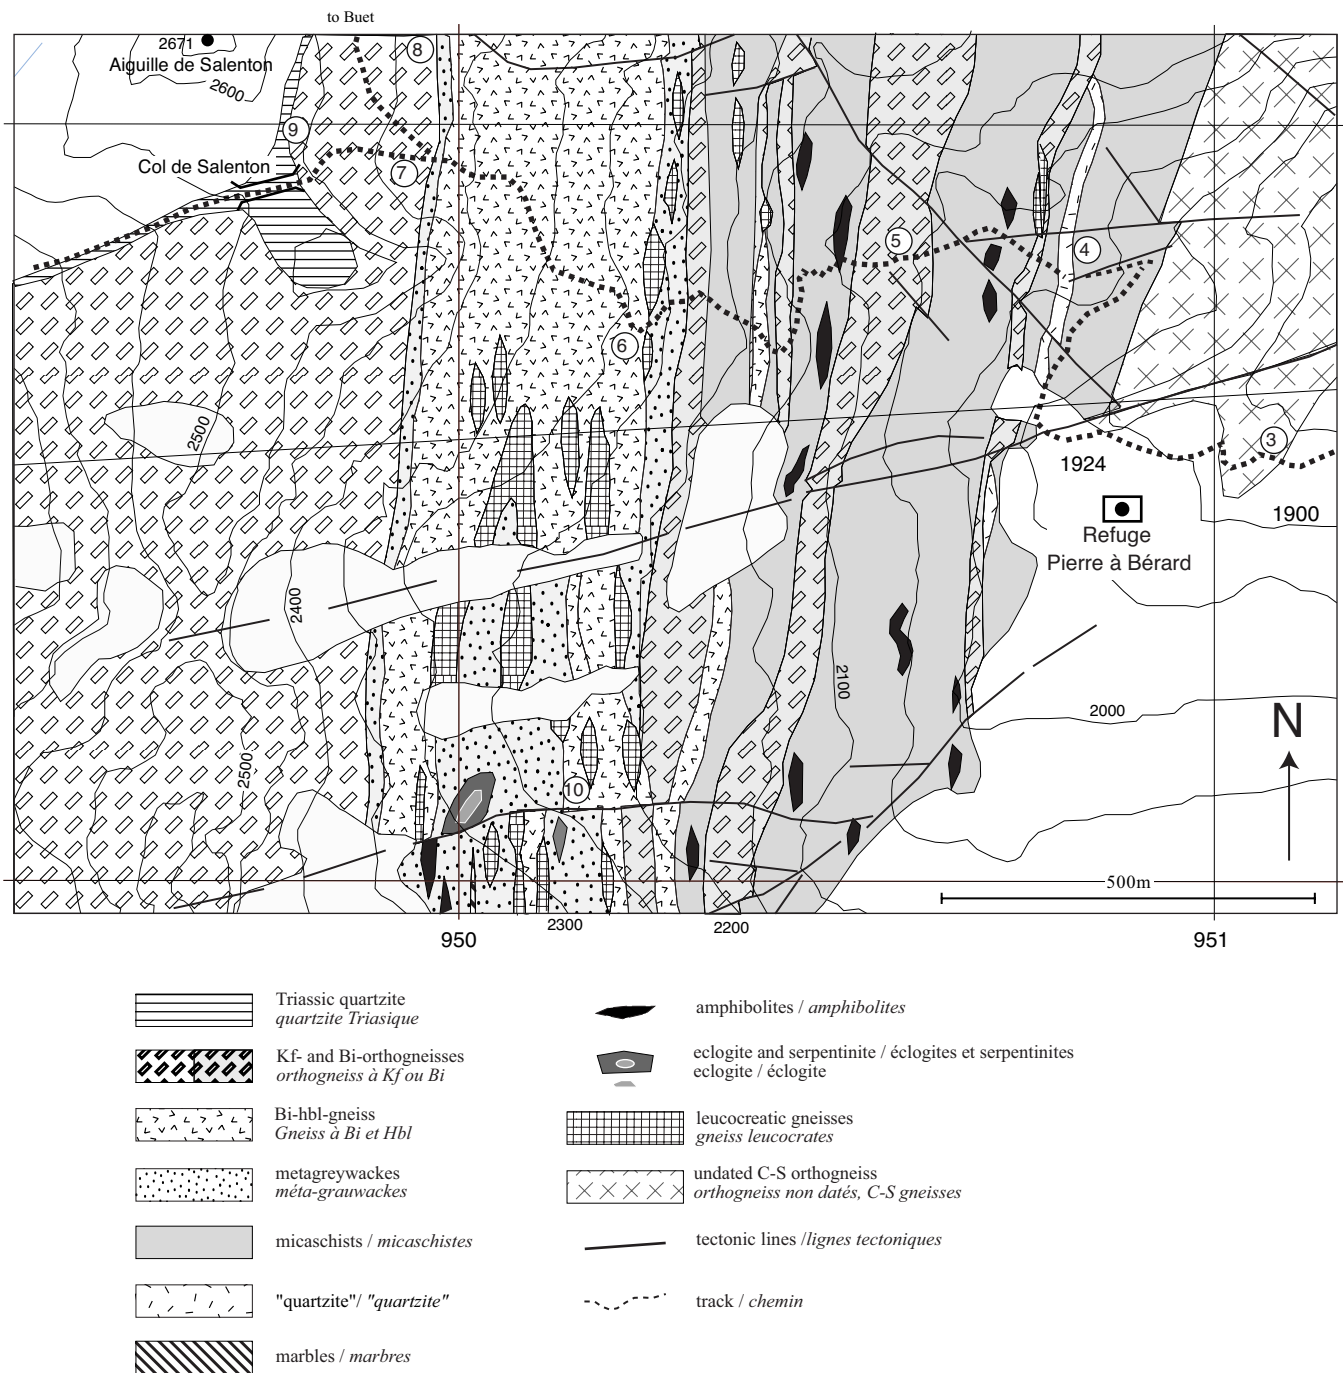 to Buet
2671
8
Aiguille de Salenton
2600
9
Col de Salenton
7
5
4
6
2500
3
1924
1900
Refuge
Pierre à Bérard
2400
2100
2000
N
2500
10
500m
2300
2200
950
951
Triassic quartzite
quartzite Triasique
Kf- and Bi-orthogneisses
orthogneiss à Kf ou Bi
Bi-hbl-gneiss
Gneiss à Bi et Hbl
metagreywackes
méta-grauwackes
micaschists / micaschistes
"quartzite"/ "quartzite"
marbles / marbres
amphibolites / amphibolites
eclogite and serpentinite / éclogites et serpentinites
eclogite / éclogite
leucocreatic gneisses
gneiss leucocrates
undated C-S orthogneiss
orthogneiss non datés, C-S gneisses
tectonic lines /lignes tectoniques
track / chemin